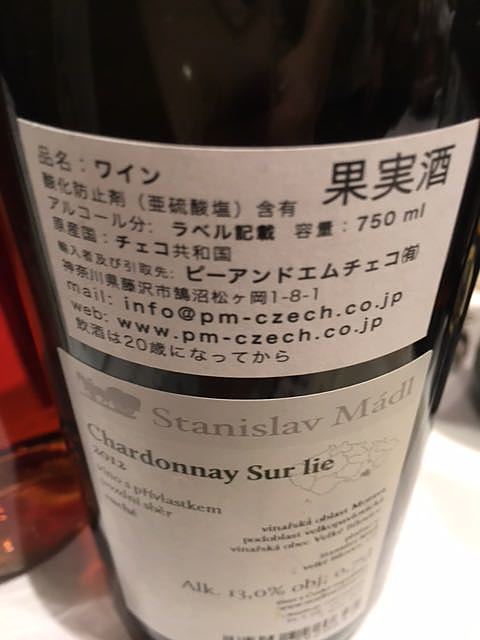 品名：ワイン
果実酒
酸化防止剤（亜硫酸塩）含有
アルコール分: ラベル記載 容量：750 ml
原産国：チェコ共和国
輸入者及び引取先: ピーアンドエムチェコ㈲
神奈川県藤沢市鵠沼松ヶ岡1-8-1
mail: info@pm-czech.co.jp
web: www.pm-czech.co.jp
飲酒は20歳になってから
Stanislav Mádl
Chardonnay Sur lie
2012
víno s přívlastkem
pozdní sběr
suché
vinařská oblast Morava
podoblast velkopavlovická
vinařská obec Velké Bílovice
Alk. 13,0% obj; 0,75l